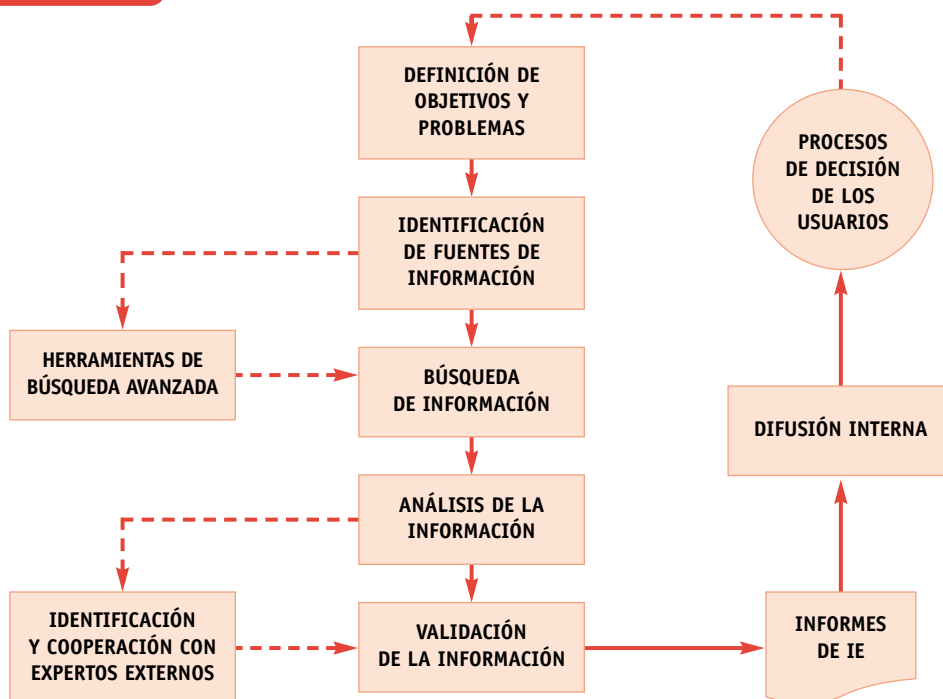 DEFINICIÓN DE
OBJETIVOS Y
PROBLEMAS
PROCESOS
DE DECISIÓN
DE LOS
USUARIOS
IDENTIFICACIÓN
DE FUENTES DE
INFORMACIÓN
HERRAMIENTAS DE
BÚSQUEDA AVANZADA
BÚSQUEDA
DE INFORMACIÓN
DIFUSIÓN INTERNA
ANÁLISIS DE LA
INFORMACIÓN
IDENTIFICACIÓN
Y COOPERACIÓN CON
EXPERTOS EXTERNOS
VALIDACIÓN
DE LA INFORMACIÓN
INFORMES
DE IE